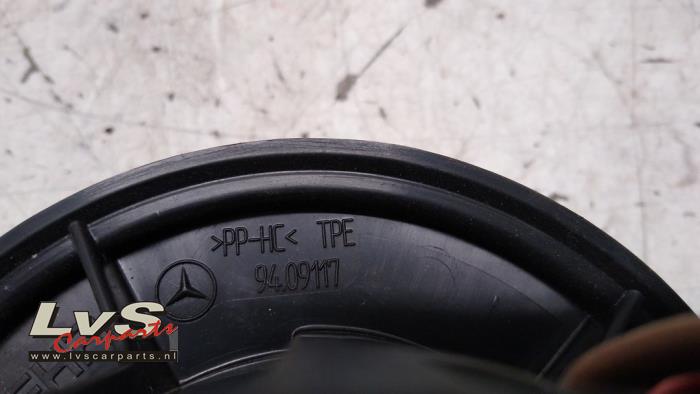 >PP-HC< TPE
94.09117
LvS
Carparts
www.lvscarparts.nl